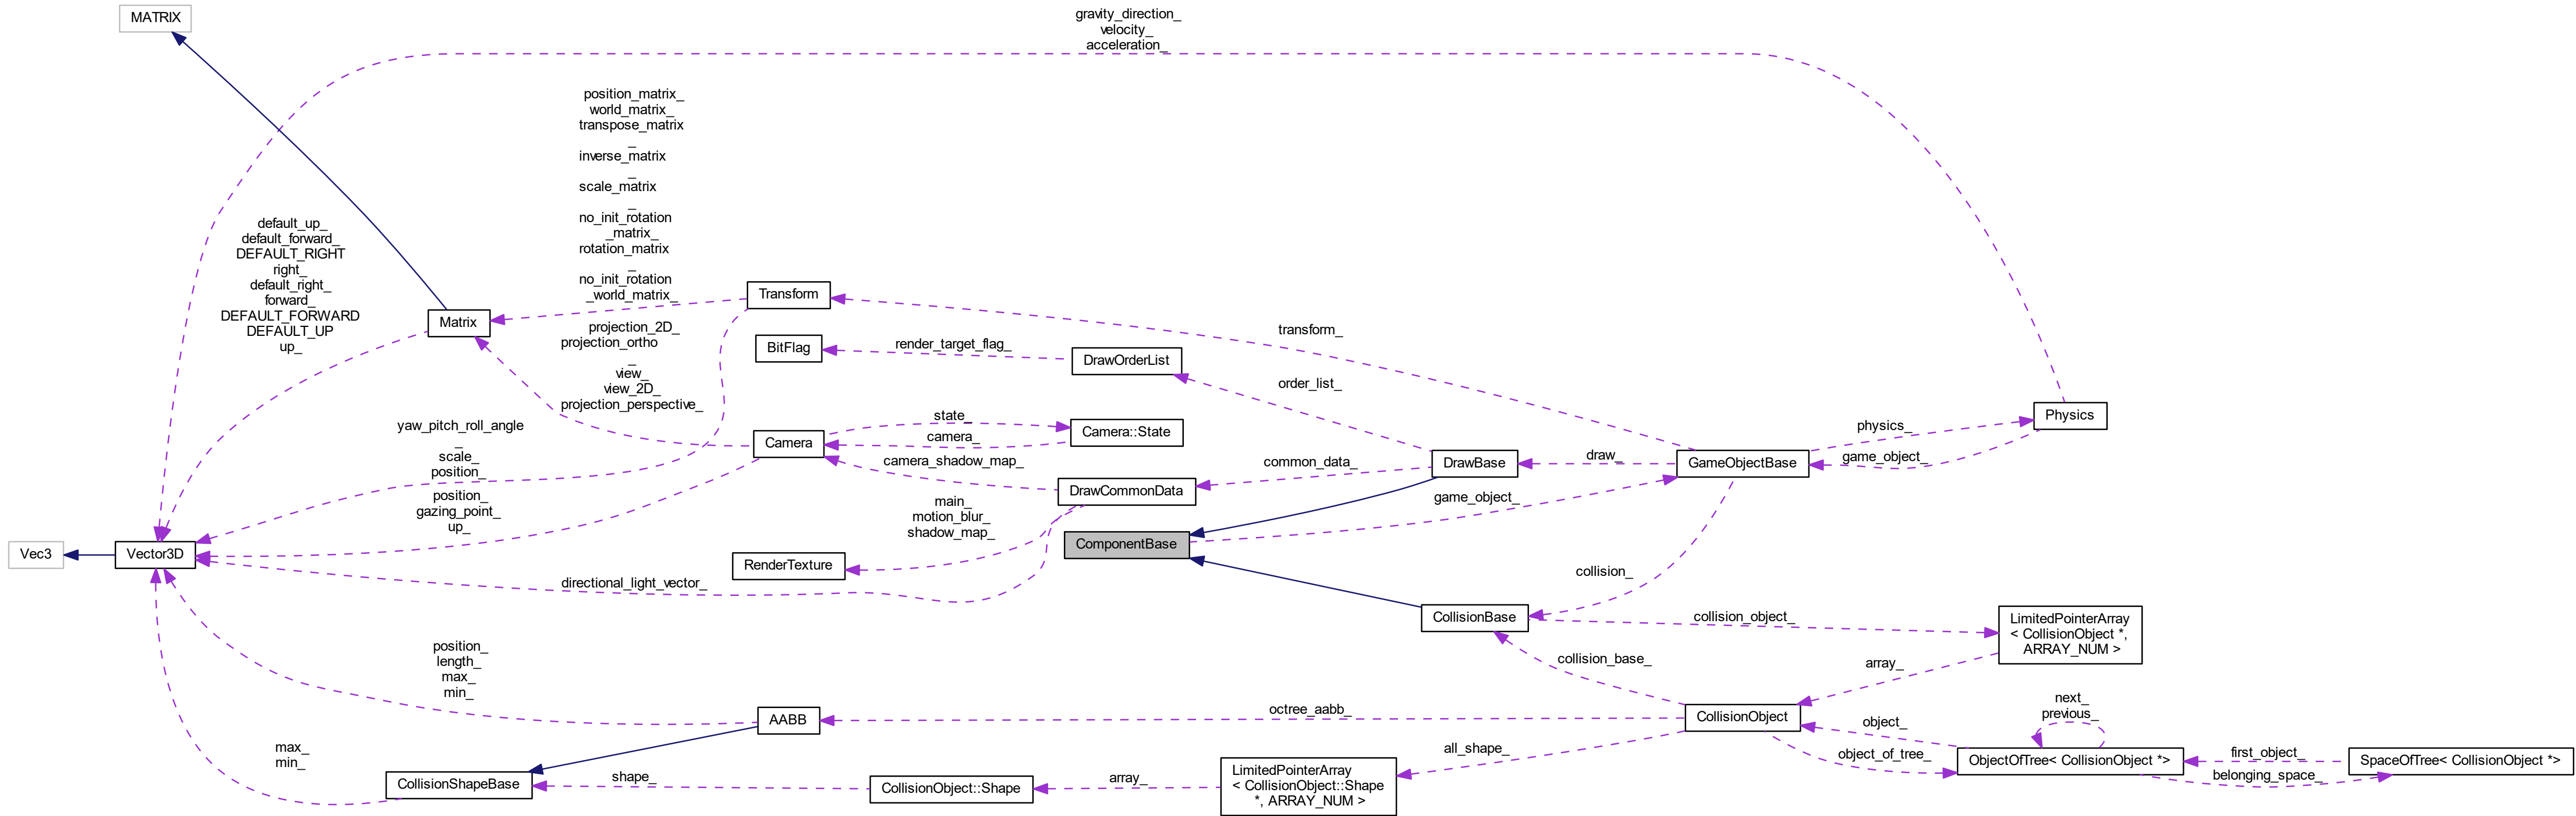 MATRIX
gravity_direction_
velocity_
acceleration_
position_matrix_
world_matrix_
transpose_matrix
_
inverse_matrix
_
scale_matrix
_
no_init_rotation
_matrix_
rotation_matrix
_
no_init_rotation
_world_matrix_
default_up_
default_forward_
DEFAULT_RIGHT
right_
default_right_
forward_
DEFAULT_FORWARD
DEFAULT_UP
up_
Transform
Matrix
projection_2D_
projection_ortho
_
view_
view_2D_
projection_perspective_
BitFlag
render_target_flag_
DrawOrderList
transform_
order_list_
yaw_pitch_roll_angle
_
scale_
position_
Camera
state_
camera_
Camera::State
Physics
physics_
game_object_
camera_shadow_map_
common_data_
DrawBase
draw_
GameObjectBase
DrawCommonData
game_object_
position_
gazing_point_
up_
main_
motion_blur_
shadow_map_
Vec3
Vector3D
ComponentBase
RenderTexture
directional_light_vector_
collision_
CollisionBase
collision_object_
LimitedPointerArray
< CollisionObject *,
ARRAY_NUM >
position_
length_
max_
min_
collision_base_
array_
AABB
octree_aabb_
CollisionObject
next_
previous_
object_
max_
min_
all_shape_
object_of_tree_
ObjectOfTree< CollisionObject *>
first_object_
belonging_space_
SpaceOfTree< CollisionObject *>
CollisionShapeBase
shape_
CollisionObject::Shape
array_
LimitedPointerArray
< CollisionObject::Shape
*, ARRAY_NUM >